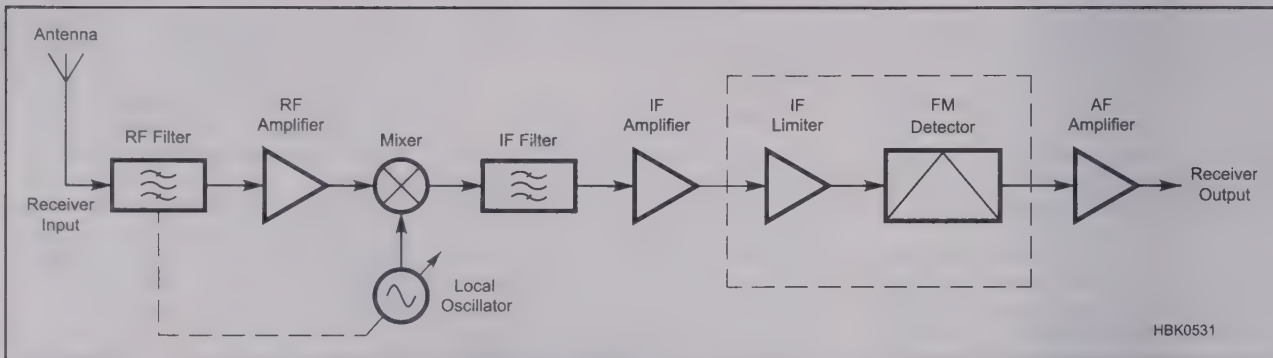 Antenna
RF Filter
Receiver
Input
RF
Amplifier
Mixer
Local
Oscillator
IF Filter
IF
Amplifier
IF
Limiter
FM
Detector
AF
Amplifier
Receiver
Output
HBK0531